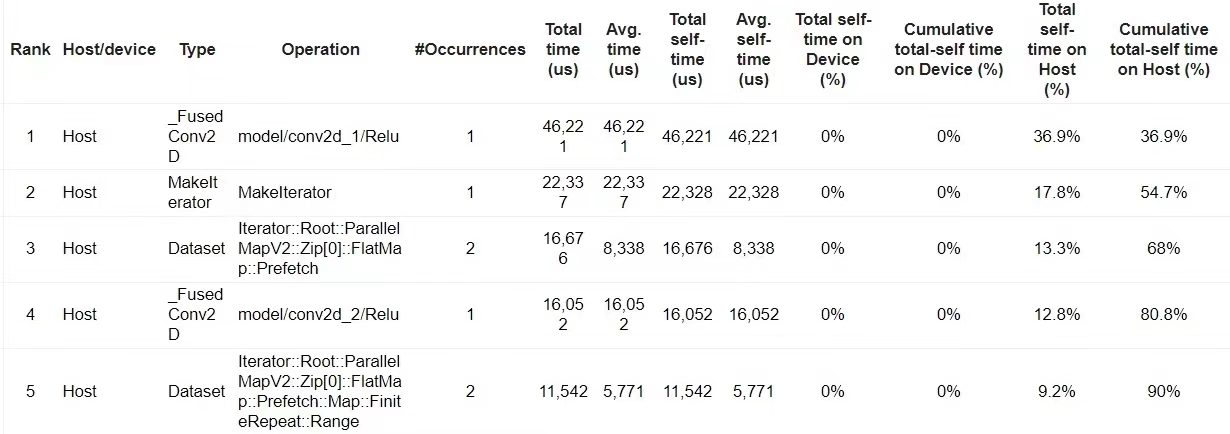 Rank Host/device Type Operation #Occurrences Total time (us) Avg. time (us) Total self-time (us) Avg. self-time (us) Total self-time on Device (%) Cumulative total-self time on Device (%) Total self-time on Host (%) Cumulative total-self time on Host (%)
1 Host _FusedConv2D model/conv2d_1/Relu 1 46,221 46,221 46,221 46,221 0% 0% 36.9% 36.9%
2 Host MakeIterator MakeIterator 1 22,337 22,337 22,328 22,328 0% 0% 17.8% 54.7%
3 Host Dataset Iterator::Root::ParallelMapV2::Zip[0]::FlatMap::Prefetch 2 16,676 8,338 16,676 8,338 0% 0% 13.3% 68%
4 Host _FusedConv2D model/conv2d_2/Relu 1 16,052 16,052 16,052 16,052 0% 0% 12.8% 80.8%
5 Host Dataset Iterator::Root::ParallelMapV2::Zip[0]::FlatMap::Prefetch::Map::FiniteRepeat::Range 2 11,542 5,771 11,542 5,771 0% 0% 9.2% 90%